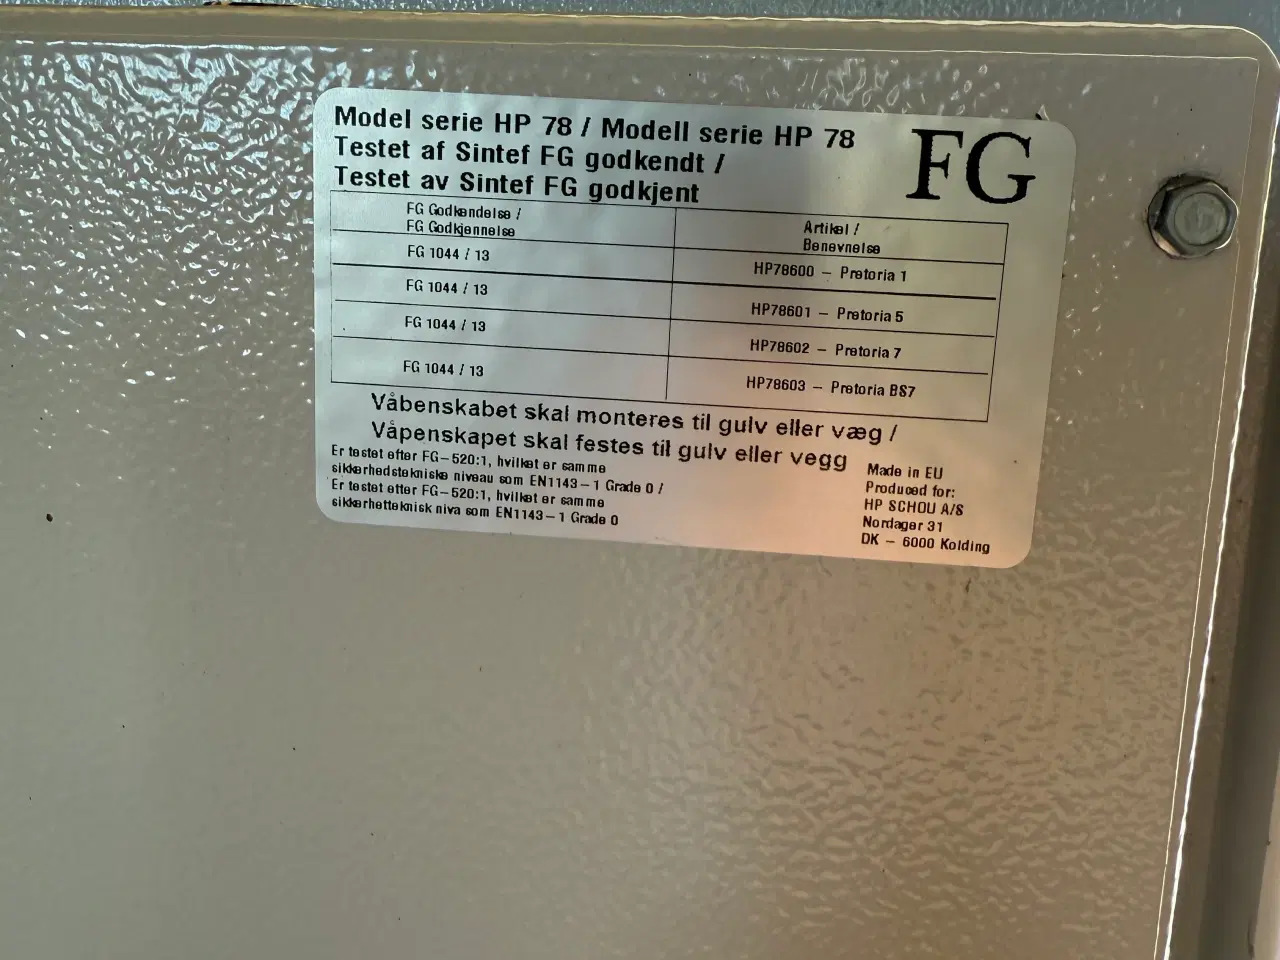 Model serie HP 78 / Modell serie HP 78
Testet af Sintef FG godkendt /
Testet av Sintef FG godkjent
FG
FG Godkendelse /
FG Godkjennelse
Artikel /
Benevnelse
FG 1044 / 13
HP78600 – Pretoria 1
FG 1044 / 13
HP78601 – Pretoria 5
FG 1044 / 13
HP78602 – Pretoria 7
FG 1044 / 13
HP78603 – Pretoria BS7
Våbenskabet skal monteres til gulv eller væg /
Våpenskapet skal festes til gulv eller vegg
Er testet efter FG–520:1, hvilket er samme
sikkerhedstekniske niveau som EN1143–1 Grade 0 /
Er testet etter FG–520:1, hvilket er samme
sikkerhetteknisk niva som EN1143–1 Grade 0
Made in EU
Produced for:
HP SCHOU A/S
Nordager 31
DK – 6000 Kolding